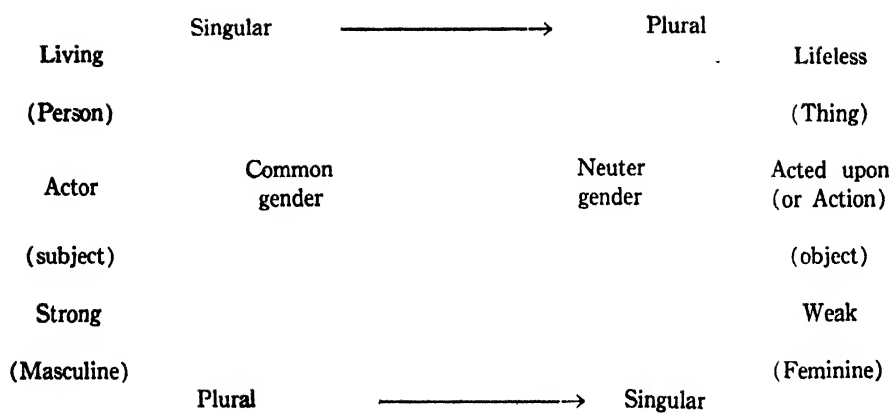 Singular ⟶ Plural
Living Lifeless
(Person) (Thing)
Common Neuter Acted upon
Actor gender gender (or Action)
(subject) (object)
Strong Weak
(Masculine) (Feminine)
Plural ⟶ Singular